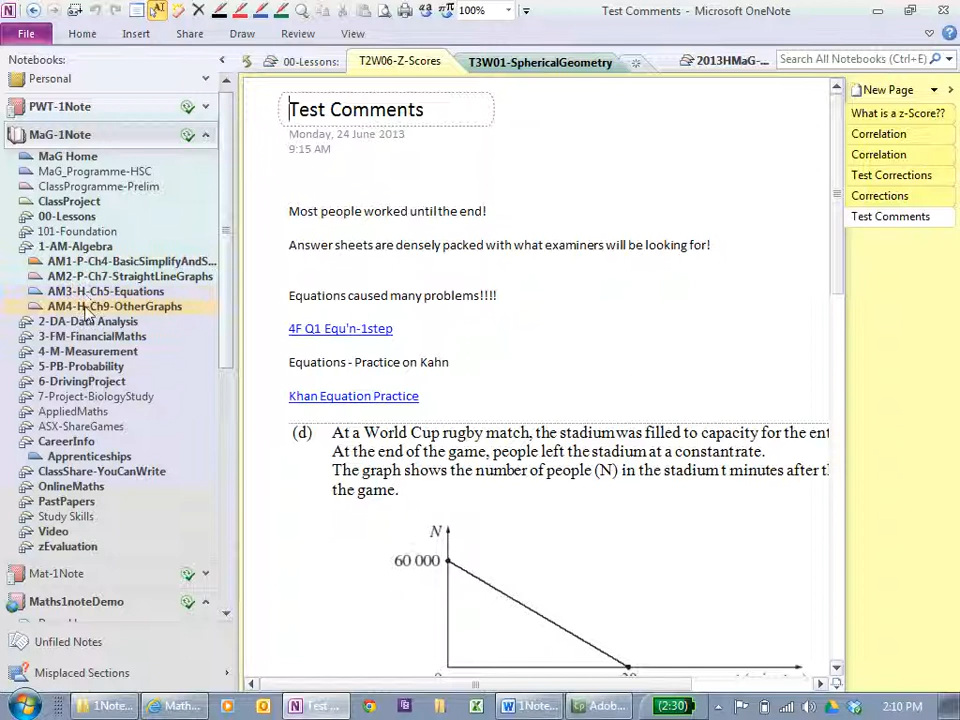 100%
Test Comments - Microsoft OneNote
File
Home
Insert
Share
Draw
Review
View
Notebooks:
00-Lessons:
T2W06-Z-Scores
T3W01-SphericalGeometry
2013HMaG-...
Search All Notebooks (Ctrl+E)
Personal
PWT-1Note
MaG-1Note
MaG Home
MaG_Programme-HSC
ClassProgramme-Prelim
ClassProject
00-Lessons
101-Foundation
1-AM-Algebra
AM1-P-Ch4-BasicSimplifyAndS...
AM2-P-Ch7-StraightLineGraphs
AM3-H-Ch5-Equations
AM4-H-Ch9-OtherGraphs
2-DA-Data Analysis
3-FM-FinancialMaths
4-M-Measurement
5-PB-Probability
6-DrivingProject
7-Project-BiologyStudy
AppliedMaths
ASX-ShareGames
CareerInfo
Apprenticeships
ClassShare-YouCanWrite
OnlineMaths
PastPapers
Study Skills
Video
zEvaluation
Mat-1Note
Maths1noteDemo
Unfiled Notes
Misplaced Sections
Test Comments
Monday, 24 June 2013
9:15 AM
Most people worked until the end!
Answer sheets are densely packed with what examiners will be looking for!
Equations caused many problems!!!!
4F Q1 Equ'n-1step
Equations - Practice on Kahn
Khan Equation Practice
(d) At a World Cup rugby match, the stadium was filled to capacity for the ent
At the end of the game, people left the stadium at a constant rate.
The graph shows the number of people (N) in the stadium t minutes after th
the game.
N
60 000
New Page
What is a z-Score??
Correlation
Correlation
Test Corrections
Corrections
Test Comments
1Note...
Math...
Test ...
1Note...
Adob...
(2:30)
2:10 PM